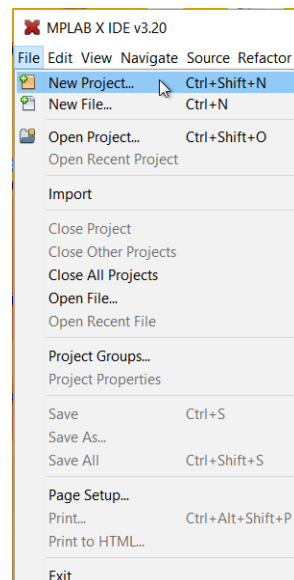 MPLAB X IDE v3.20
File Edit View Navigate Source Refactor
New Project... Ctrl+Shift+N
New File... Ctrl+N
Open Project... Ctrl+Shift+O
Open Recent Project
Import
Close Project
Close Other Projects
Close All Projects
Open File...
Open Recent File
Project Groups...
Project Properties
Save Ctrl+S
Save As...
Save All Ctrl+Shift+S
Page Setup...
Print... Ctrl+Alt+Shift+P
Print to HTML...
Exit